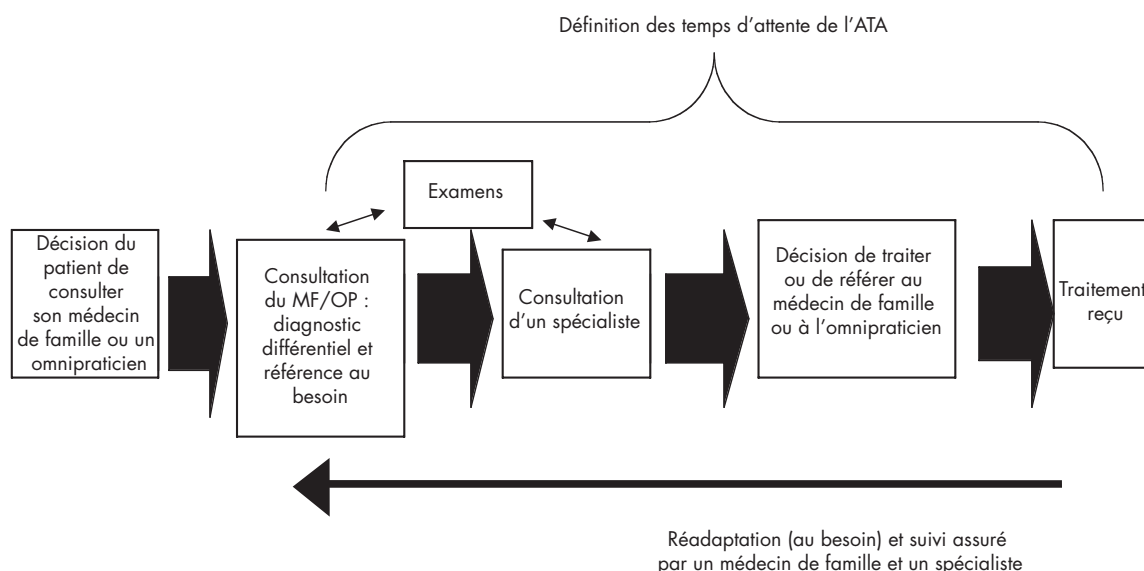 Définition des temps d’attente de l’ATA
Examens
Décision du
patient de
consulter
son médecin
de famille ou un
omnipraticien
Consultation
du MF/OP :
diagnostic
différentiel et
référence au
besoin
Consultation
d’un spécialiste
Décision de traiter
ou de référer au
médecin de famille
ou à l’omnipraticien
Traitement
reçu
Réadaptation (au besoin) et suivi assuré
par un médecin de famille et un spécialiste